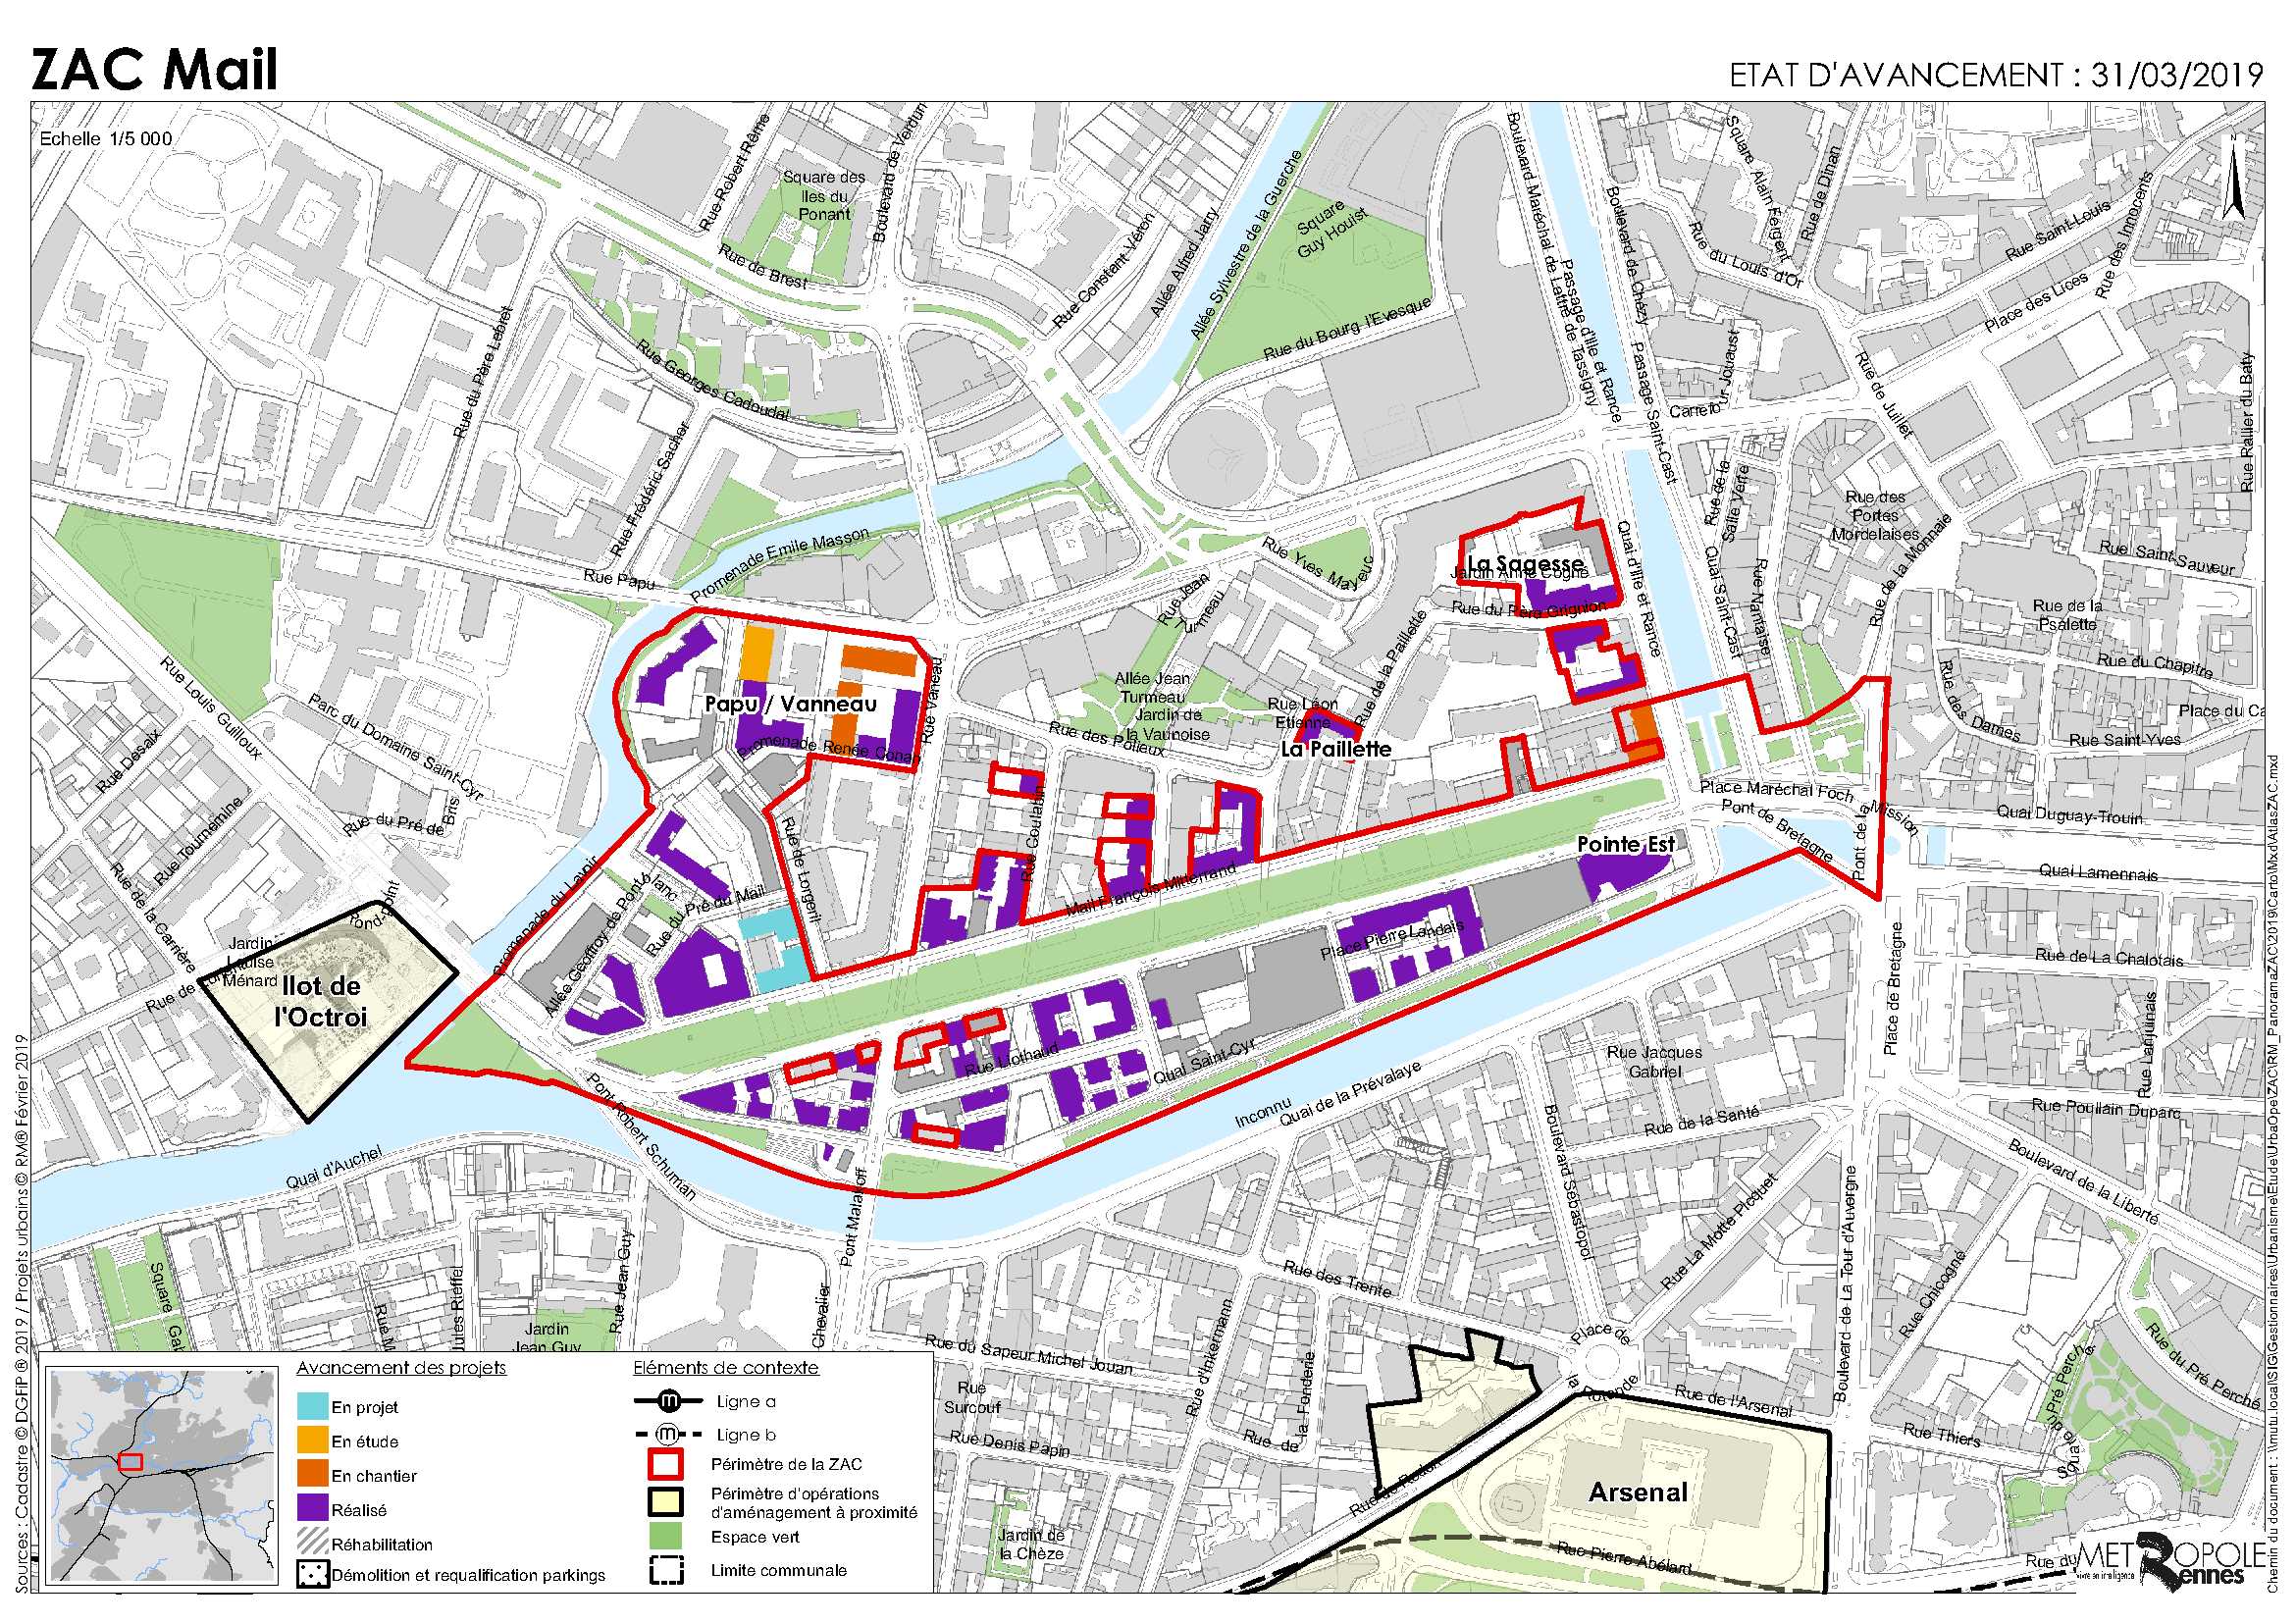 ZAC Mail
ETAT D'AVANCEMENT : 31/03/2019
Echelle 1/5 000
N
Rue Robert Rême
Square des
Iles du
Ponant
Boulevard de Verdun
Rue de Brest
Rue Constant Véron
Allée Alfred Jarry
Allée Sylvestre de la Guerche
Square
Guy Houist
Rue du Bourg l'Evesque
Boulevard Maréchal de Lattre de Tassigny
Passage d'Ille et Rance
Boulevard de Chézy
Passage Saint-Cast
Square Alain Fergent
Rue de Dinan
Rue du Louis d'Or
Rue Saint-Louis
Rue des Innocents
Place des Lices
Rue de Juillet
Rue Rallier du Baty
Carrefour Jouaust
Rue du Père Lebret
Rue Georges Cadoudal
Rue Frédéric Sacher
Promenade Emile Masson
Rue Papu
Rue Yves Mayeuc
Rue Jean
Turmeau
Rue de la Paillette
La Sagesse
Jardin Anne Cogné
Rue du Père Grignion
Quai d'Ille et Rance
Quai Saint-Cast
Quai Saint-Cast
Rue de la
Salle Verte
Rue Nantaise
Rue des
Portes
Mordelaises
Rue de la Monnaie
Rue Saint-Sauveur
Rue de la
Psalette
Rue du Chapitre
Rue des Dames
Place du Ca
Rue Saint-Yves
Rue Louis Guilloux
Parc du Domaine Saint-Cyr
Rue Desaix
Rue Tournemine
Rue du Pré de Bris
Rue de la Carrière
Papu / Vanneau
Promenade Renée Conan
Rue Vaneau
Allée Jean
Turmeau
Jardin de
la Vaunoise
Rue des Polieux
Rue Léon
Etienne
La Paillette
Place Maréchal Foch
Pont de Bretagne
Pont de la Mission
Quai Duguay-Trouin
Quai Lamennais
Pointe Est
Rue de Lorgeril
Rue Goulabin
Mail François Mitterrand
Promenade du Lavoir
Allée Geoffroy de Pontblanc
Rue du Pré du Mail
Rond-point
Jardin
Louise
Ménard
Ilot de
l'Octroi
Place Pierre Landais
Rue Llothaud
Quai Saint-Cyr
Place de Bretagne
Rue de La Chalotais
Rue Lanjuinais
Rue Jacques
Gabriel
Inconnu
Quai de la Prévalaye
Rue de la Santé
Rue Poullain Duparc
Boulevard de la Liberté
Pont Robert Schuman
Pont Malakoff
Quai d'Auchel
Boulevard Sébastopol
Rue La Motte Picquet
Boulevard de La Tour d'Auvergne
Rue Chicogné
Square
Rue Jean Guy
Jules Rieffel
Chevalier
Jardin
Jean Guy
Rue des Trente
Rue du Sapeur Michel Jouan
Rue d'Inkermann
Rue
Surcouf
Rue Denis Papin
Rue de
la Fonderie
Jardin de
la Chèze
Place de
la Rotonde
Rue de l'Arsenal
Rue de Redon
Arsenal
Rue Pierre Abélard
Rue Thiers
Square du Pré Perché
Rue du Pré Perché
Rue du
METROPOLE
Rennes
vivre en intelligence
Avancement des projets
En projet
En étude
En chantier
Réalisé
Réhabilitation
Démolition et requalification parkings
Eléments de contexte
Ligne a
Ligne b
Périmètre de la ZAC
Périmètre d'opérations
d'aménagement à proximité
Espace vert
Limite communale
Sources : Cadastre © DGFIP ® 2019 / Projets urbains © RM® Février 2019
Chemin du document : \\mutu.local\SIG\Gestionnaires\Urbanisme\Etude\UrbaOpe\ZAC\RM_PanoramaZAC\2019\Carto\Mxd\AtlasZAC.mxd